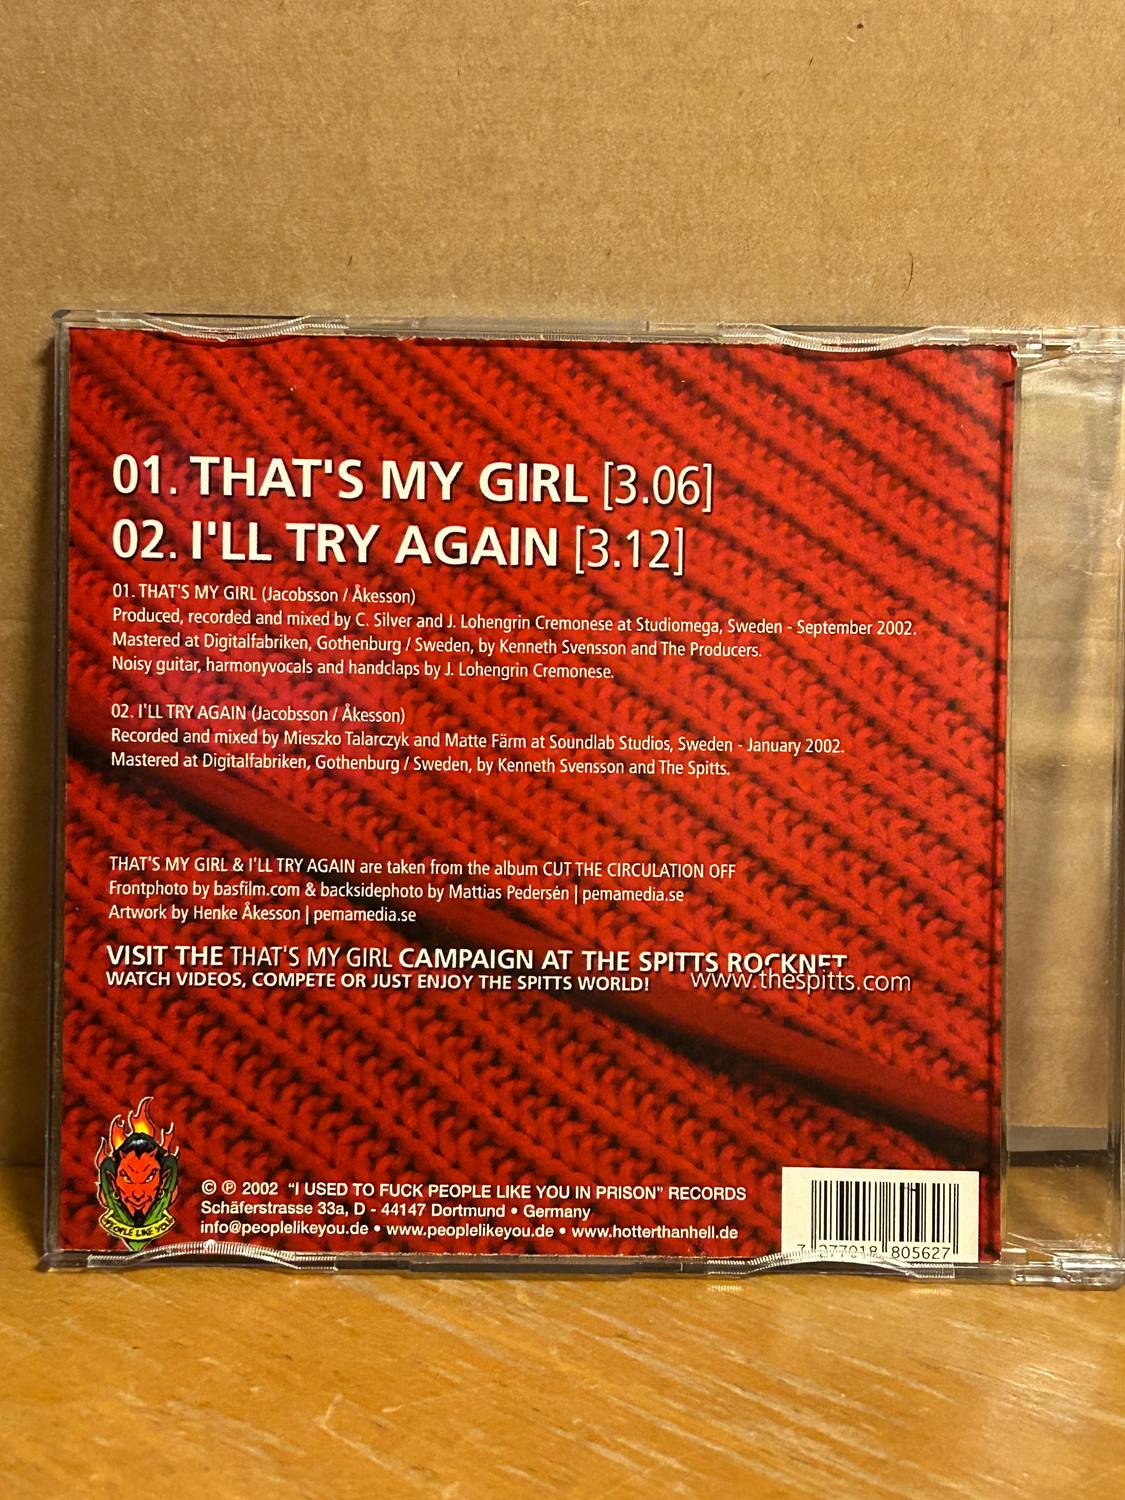 01. THAT'S MY GIRL [3.06]
02. I'LL TRY AGAIN [3.12]
01. THAT'S MY GIRL (Jacobsson / Åkesson)
Produced, recorded and mixed by C. Silver and J. Lohengrin Cremonese at Studiomega, Sweden - September 2002.
Mastered at Digitalfabriken, Gothenburg / Sweden, by Kenneth Svensson and The Producers.
Noisy guitar, harmonyvocals and handclaps by J. Lohengrin Cremonese.
02. I'LL TRY AGAIN (Jacobsson / Åkesson)
Recorded and mixed by Mieszko Talarczyk and Matte Färm at Soundlab Studios, Sweden - January 2002.
Mastered at Digitalfabriken, Gothenburg / Sweden, by Kenneth Svensson and The Spitts.
THAT'S MY GIRL & I'LL TRY AGAIN are taken from the album CUT THE CIRCULATION OFF
Frontphoto by basfilm.com & backsidephoto by Mattias Pedersén | pemamedia.se
Artwork by Henke Åkesson | pemamedia.se
VISIT THE THAT'S MY GIRL CAMPAIGN AT THE SPITTS ROCKNET
WATCH VIDEOS, COMPETE OR JUST ENJOY THE SPITTS WORLD! www.thespitts.com
PEOPLE LIKE YOU
© ℗ 2002 "I USED TO FUCK PEOPLE LIKE YOU IN PRISON" RECORDS
Schäferstrasse 33a, D - 44147 Dortmund • Germany
info@peoplelikeyou.de • www.peoplelikeyou.de • www.hotterthanhell.de
7 077018 805627